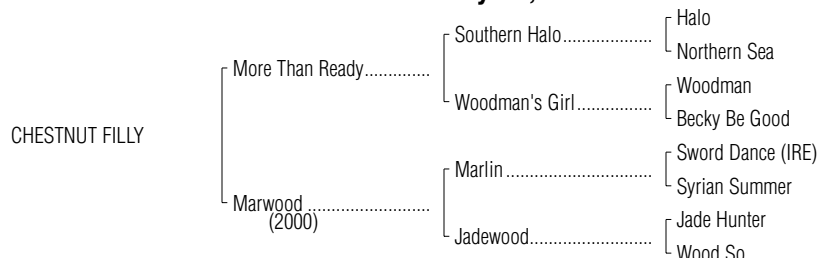 Halo
Southern Halo
Northern Sea
More Than Ready
Woodman
Woodman's Girl
Becky Be Good
CHESTNUT FILLY
Sword Dance (IRE)
Marlin
Syrian Summer
Marwood
(2000)
Jade Hunter
Jadewood
Wood So